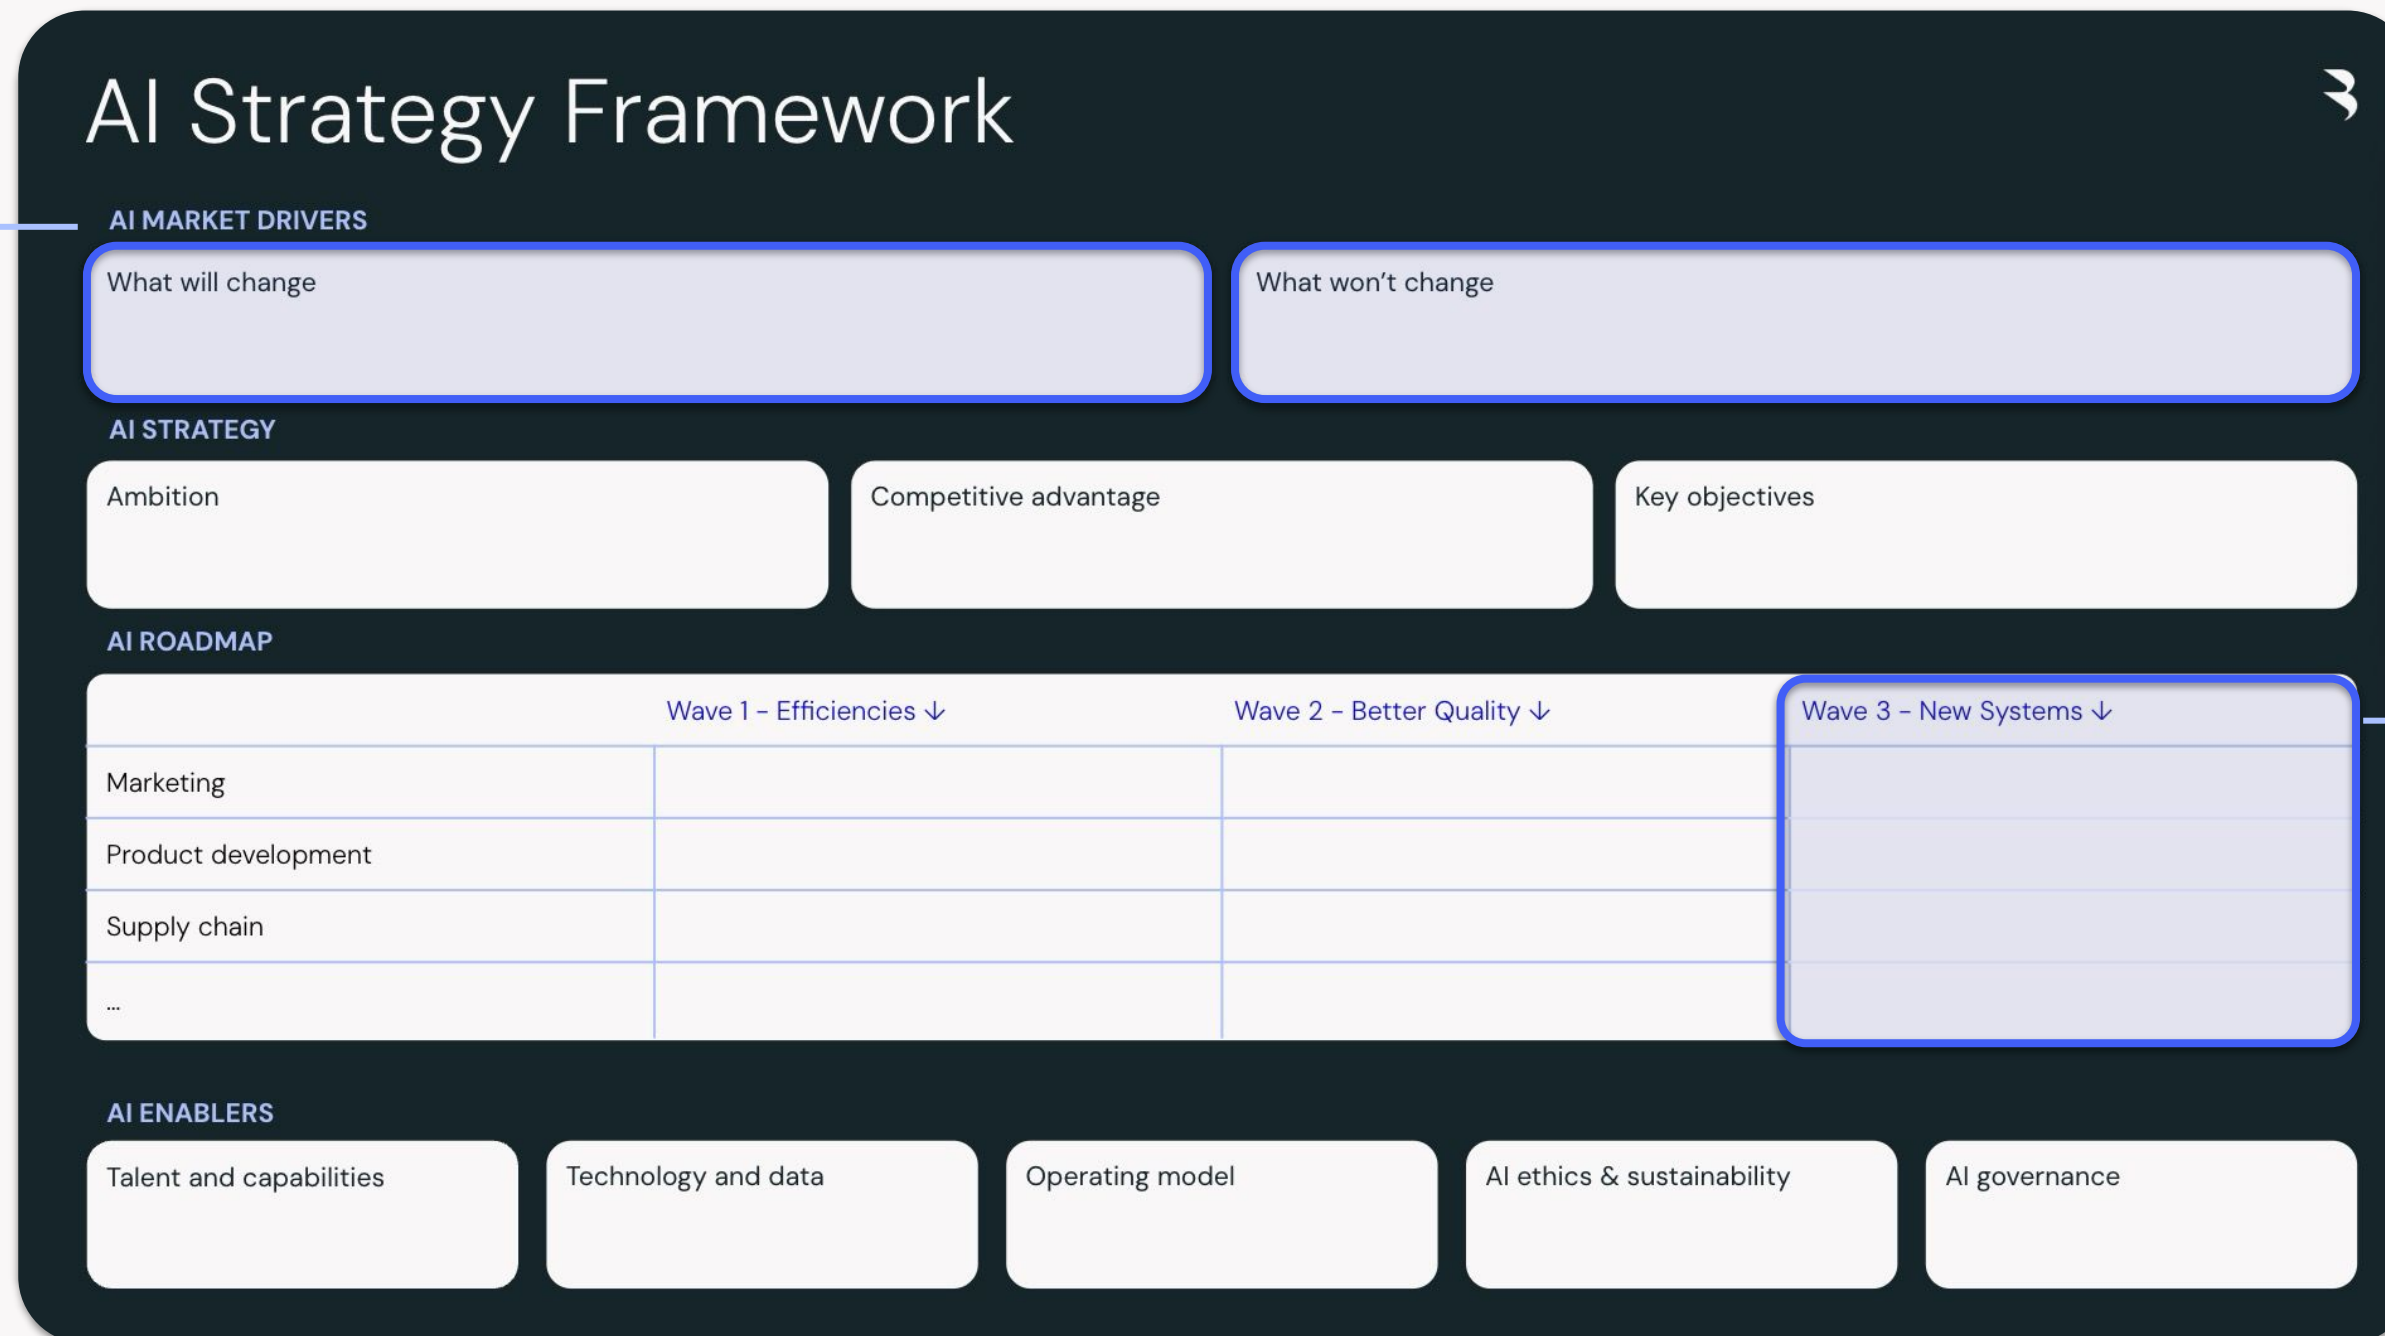 AI Strategy Framework
AI MARKET DRIVERS
What will change
What won’t change
AI STRATEGY
Ambition
Competitive advantage
Key objectives
AI ROADMAP
Wave 1 – Efficiencies ↓
Wave 2 – Better Quality ↓
Wave 3 – New Systems ↓
Marketing
Product development
Supply chain
...
AI ENABLERS
Talent and capabilities
Technology and data
Operating model
AI ethics & sustainability
AI governance